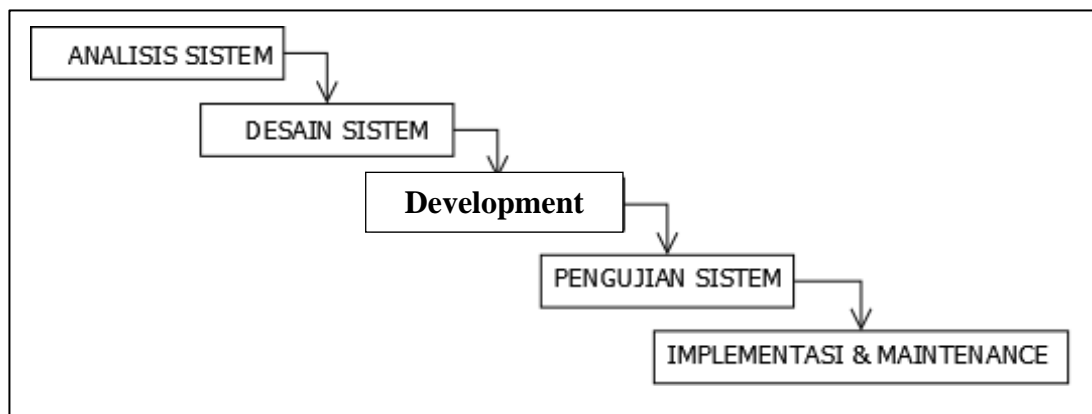 ANALISIS SISTEM
DESAIN SISTEM
Development
PENGUJIAN SISTEM
IMPLEMENTASI & MAINTENANCE